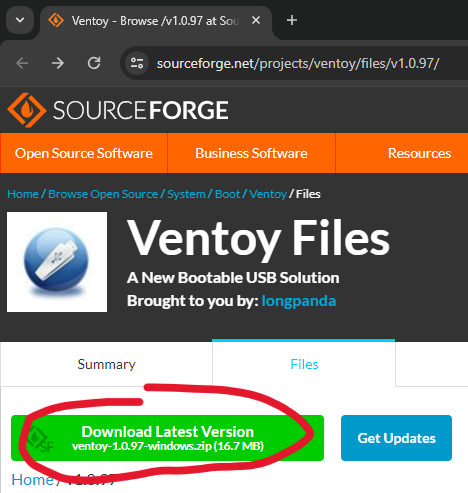 Ventoy - Browse /v1.0.97 at Sou
sourceforge.net/projects/ventoy/files/v1.0.97/
SOURCEFORGE
Open Source Software
Business Software
Resources
Home / Browse Open Source / System / Boot / Ventoy / Files
Ventoy Files
A New Bootable USB Solution
Brought to you by: longpanda
Summary
Files
Download Latest Version
ventoy-1.0.97-windows.zip (16.7 MB)
Get Updates
SF
Home / v1.0.97